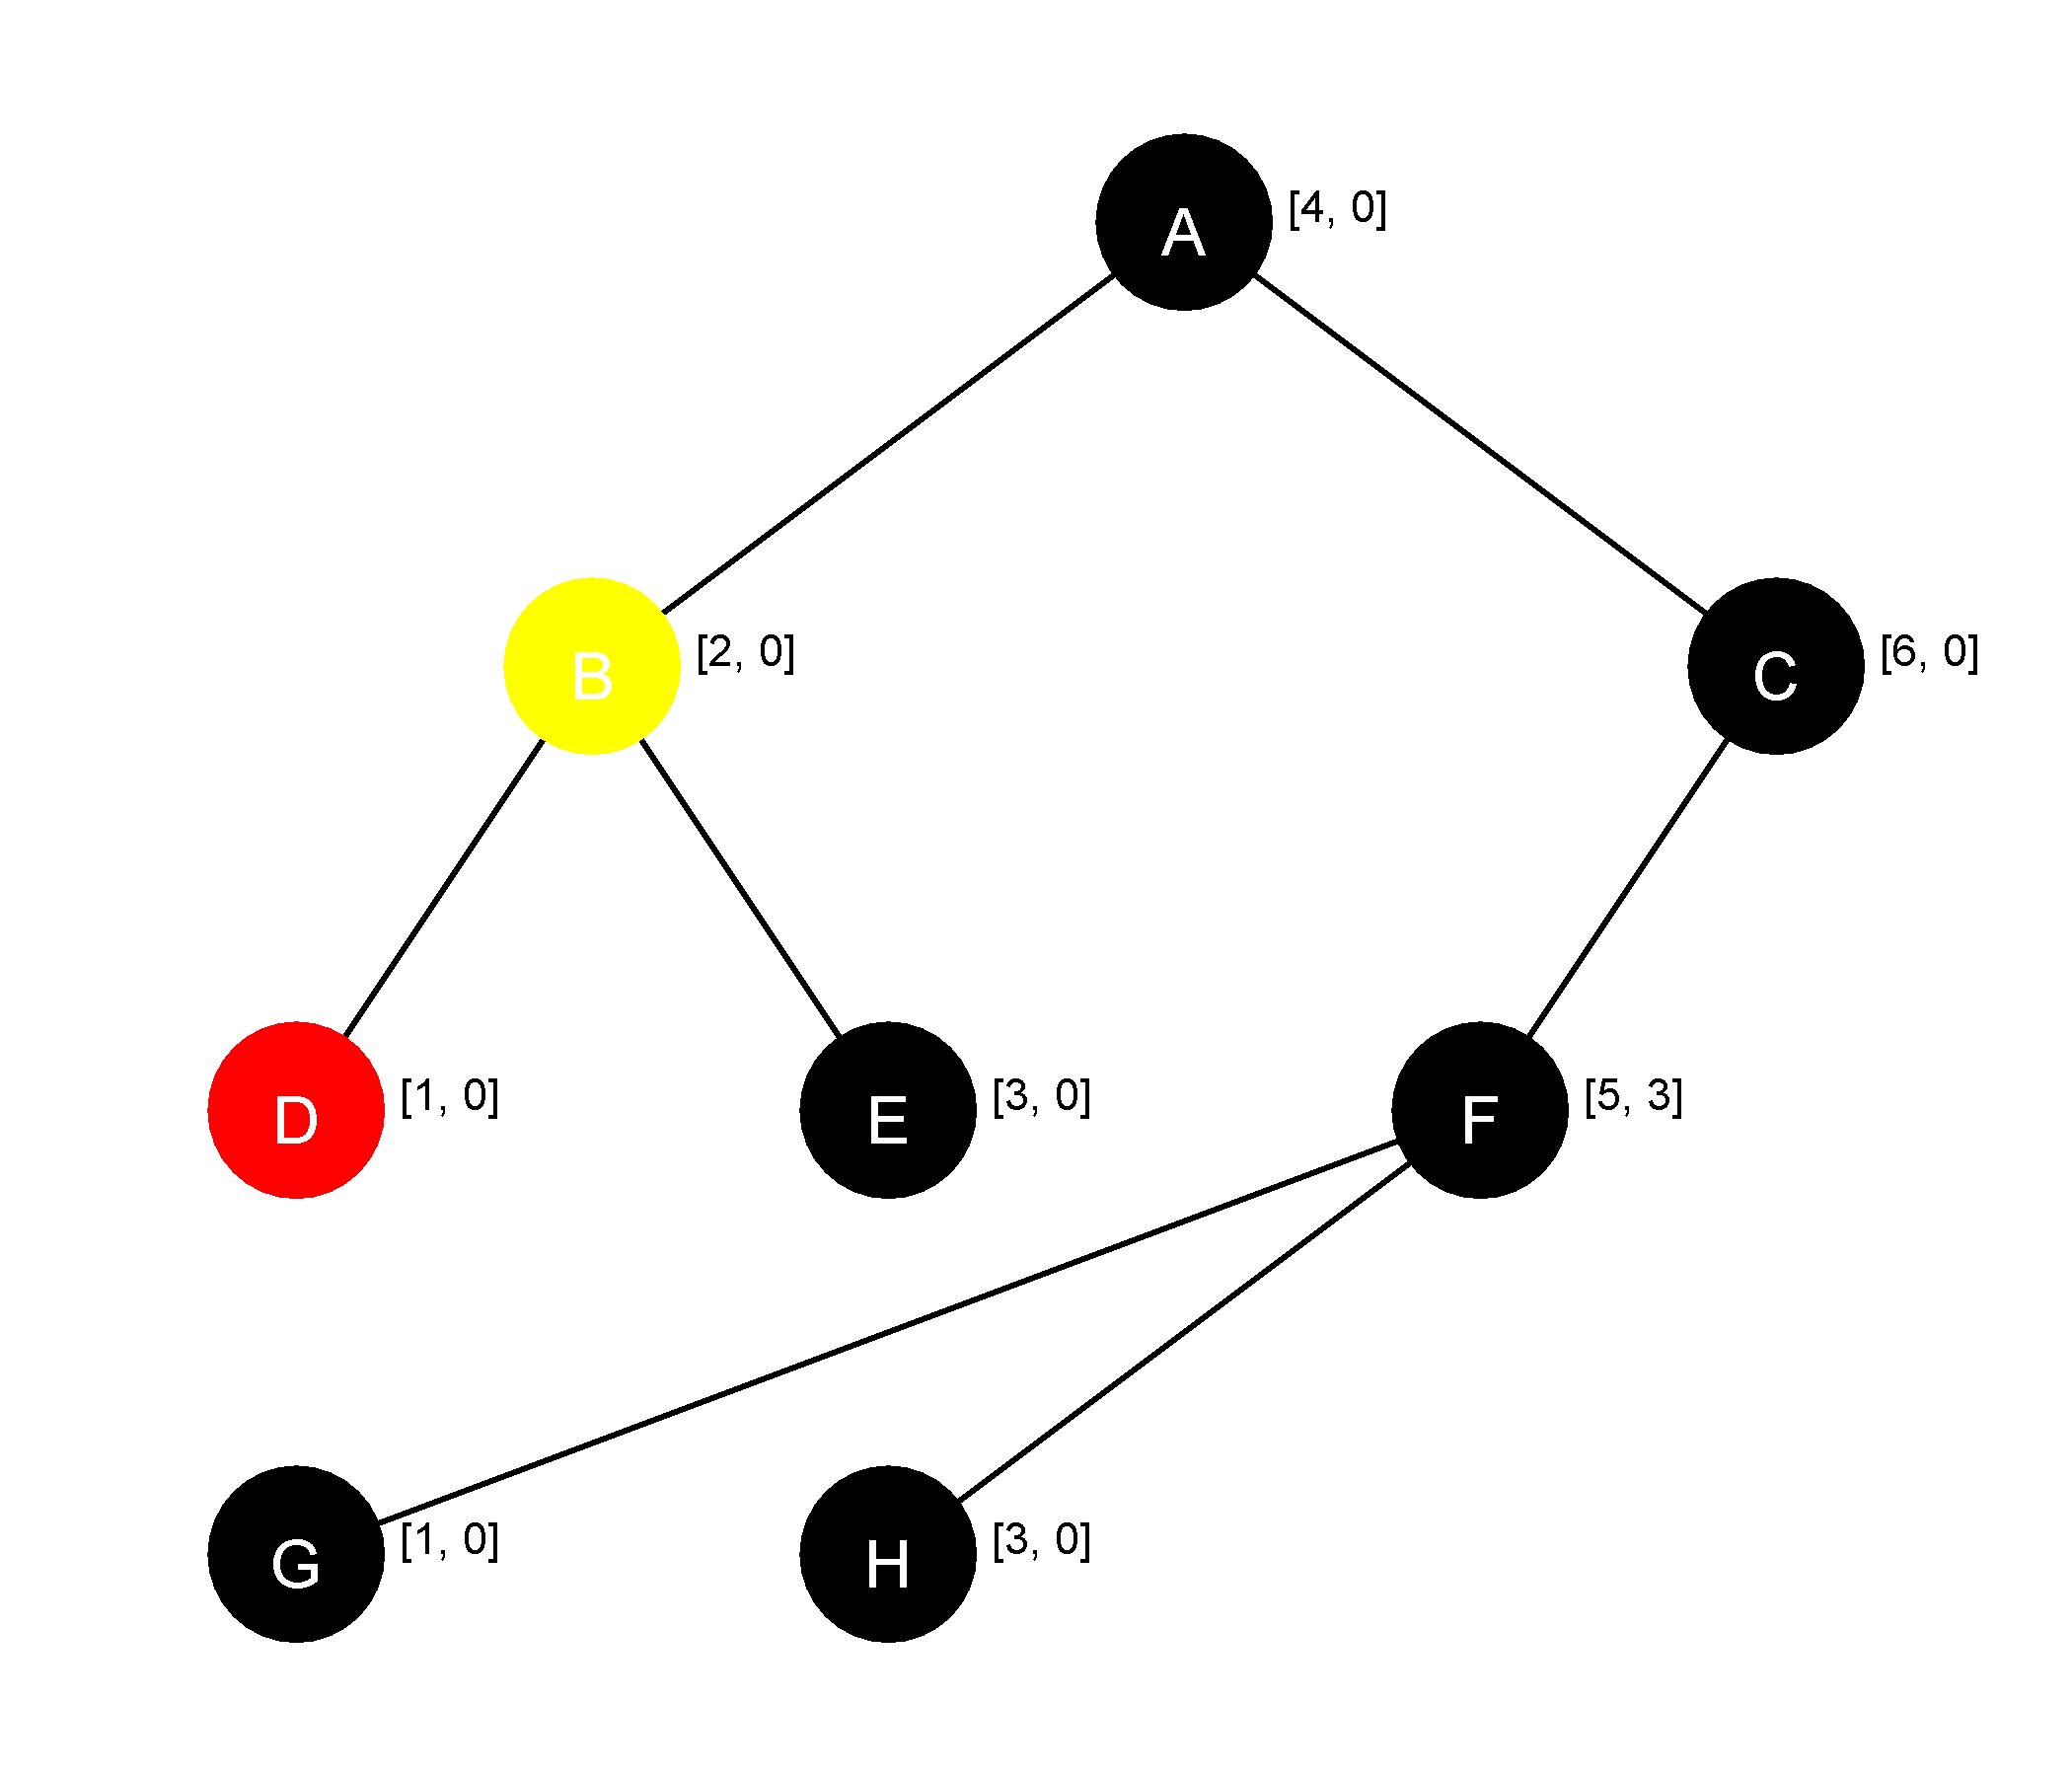 A [4, 0]
B [2, 0] C [6, 0]
D [1, 0] E [3, 0] F [5, 3]
G [1, 0] H [3, 0]